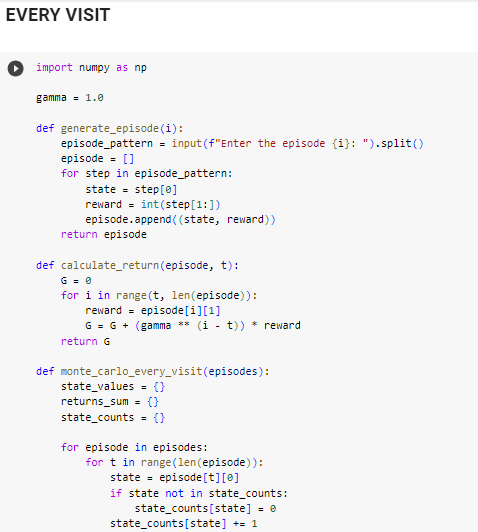 EVERY VISIT
import numpy as np
gamma = 1.0
def generate_episode(i):
episode_pattern = input(f"Enter the episode {i}: ").split()
episode = []
for step in episode_pattern:
state = step[0]
reward = int(step[1:])
episode.append((state, reward))
return episode
def calculate_return(episode, t):
G = 0
for i in range(t, len(episode)):
reward = episode[i][1]
G = G + (gamma ** (i - t)) * reward
return G
def monte_carlo_every_visit(episodes):
state_values = {}
returns_sum = {}
state_counts = {}
for episode in episodes:
for t in range(len(episode)):
state = episode[t][0]
if state not in state_counts:
state_counts[state] = 0
state_counts[state] += 1